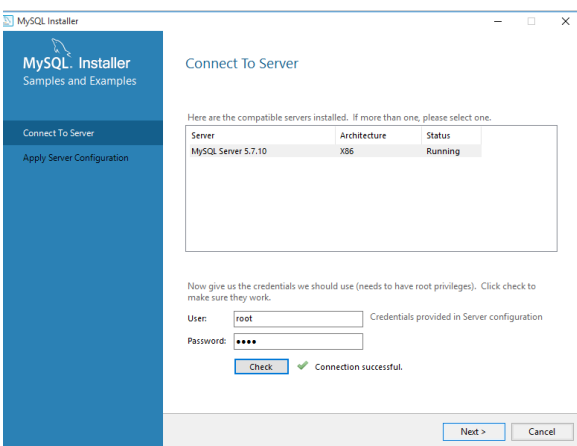 MySQL Installer
MySQL. Installer
Samples and Examples
Connect To Server
Apply Server Configuration
Connect To Server
Here are the compatible servers installed. If more than one, please select one.
Server Architecture Status
MySQL Server 5.7.10 X86 Running
Now give us the credentials we should use (needs to have root privileges). Click check to
make sure they work.
User: root Credentials provided in Server configuration
Password: ●●●●
Check Connection successful.
Next > Cancel